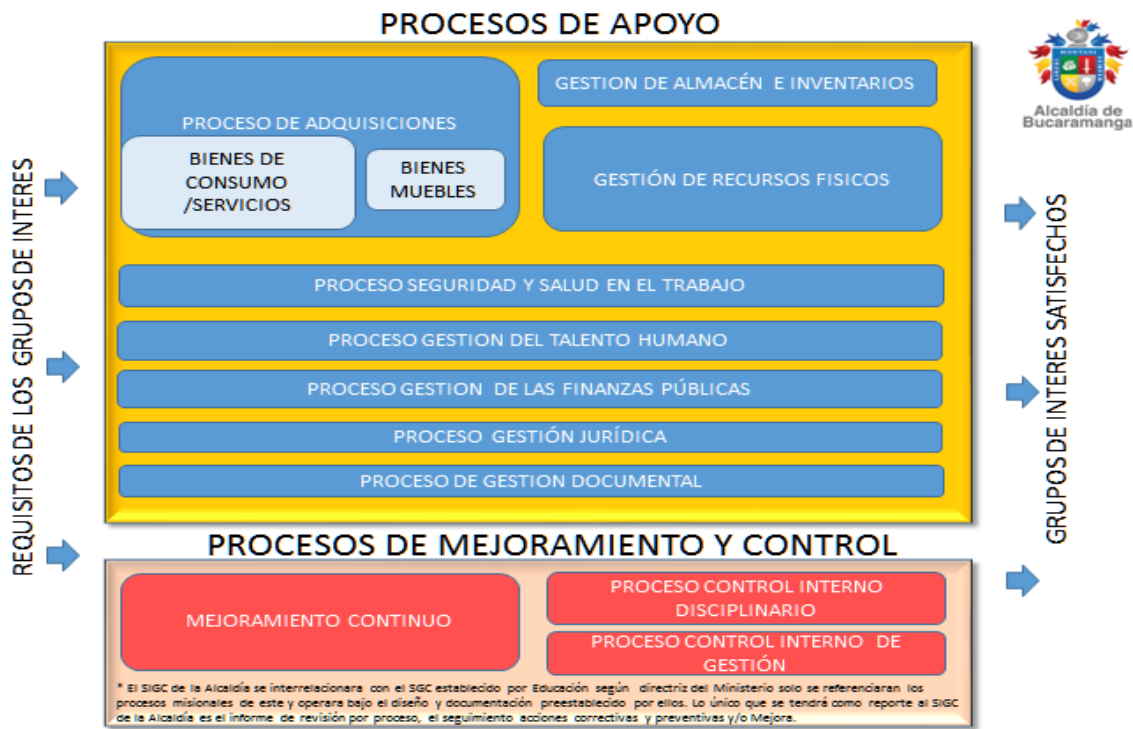 PROCESOS DE APOYO
Alcaldía de
Bucaramanga
REQUISITOS DE LOS GRUPOS DE INTERES
PROCESO DE ADQUISICIONES
BIENES DE
CONSUMO
/SERVICIOS
BIENES
MUEBLES
GESTION DE ALMACÉN E INVENTARIOS
GESTIÓN DE RECURSOS FISICOS
PROCESO SEGURIDAD Y SALUD EN EL TRABAJO
PROCESO GESTION DEL TALENTO HUMANO
PROCESO GESTION DE LAS FINANZAS PÚBLICAS
PROCESO GESTIÓN JURÍDICA
PROCESO DE GESTION DOCUMENTAL
GRUPOS DE INTERES SATISFECHOS
PROCESOS DE MEJORAMIENTO Y CONTROL
MEJORAMIENTO CONTINUO
PROCESO CONTROL INTERNO
DISCIPLINARIO
PROCESO CONTROL INTERNO DE
GESTIÓN
* El SIGC de la Alcaldía se interrelacionara con el SGC establecido por Educación según directriz del Ministerio solo se referenciaran los
procesos misionales de este y operara bajo el diseño y documentación preestablecido por ellos. Lo único que se tendrá como reporte al SIGC
de la Alcaldía es el informe de revisión por proceso, el seguimiento acciones correctivas y preventivas y/o Mejora.